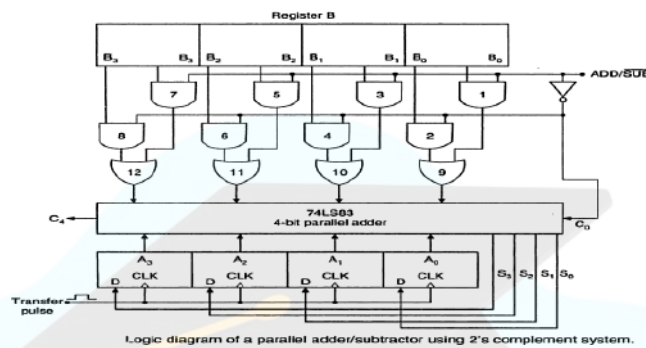 Register B
B₃ B₃ B₂ B₂ B₁ B₁ B₀ B₀
ADD/S̅U̅B̅
7 5 3 1
8 6 4 2
12 11 10 9
74LS83
C₄ 4-bit parallel adder C₀
A₃ A₂ A₁ A₀ S₃ S₂ S₁ S₀
CLK CLK CLK CLK
D D D D
Transfer
pulse
Logic diagram of a parallel adder/subtractor using 2's complement system.